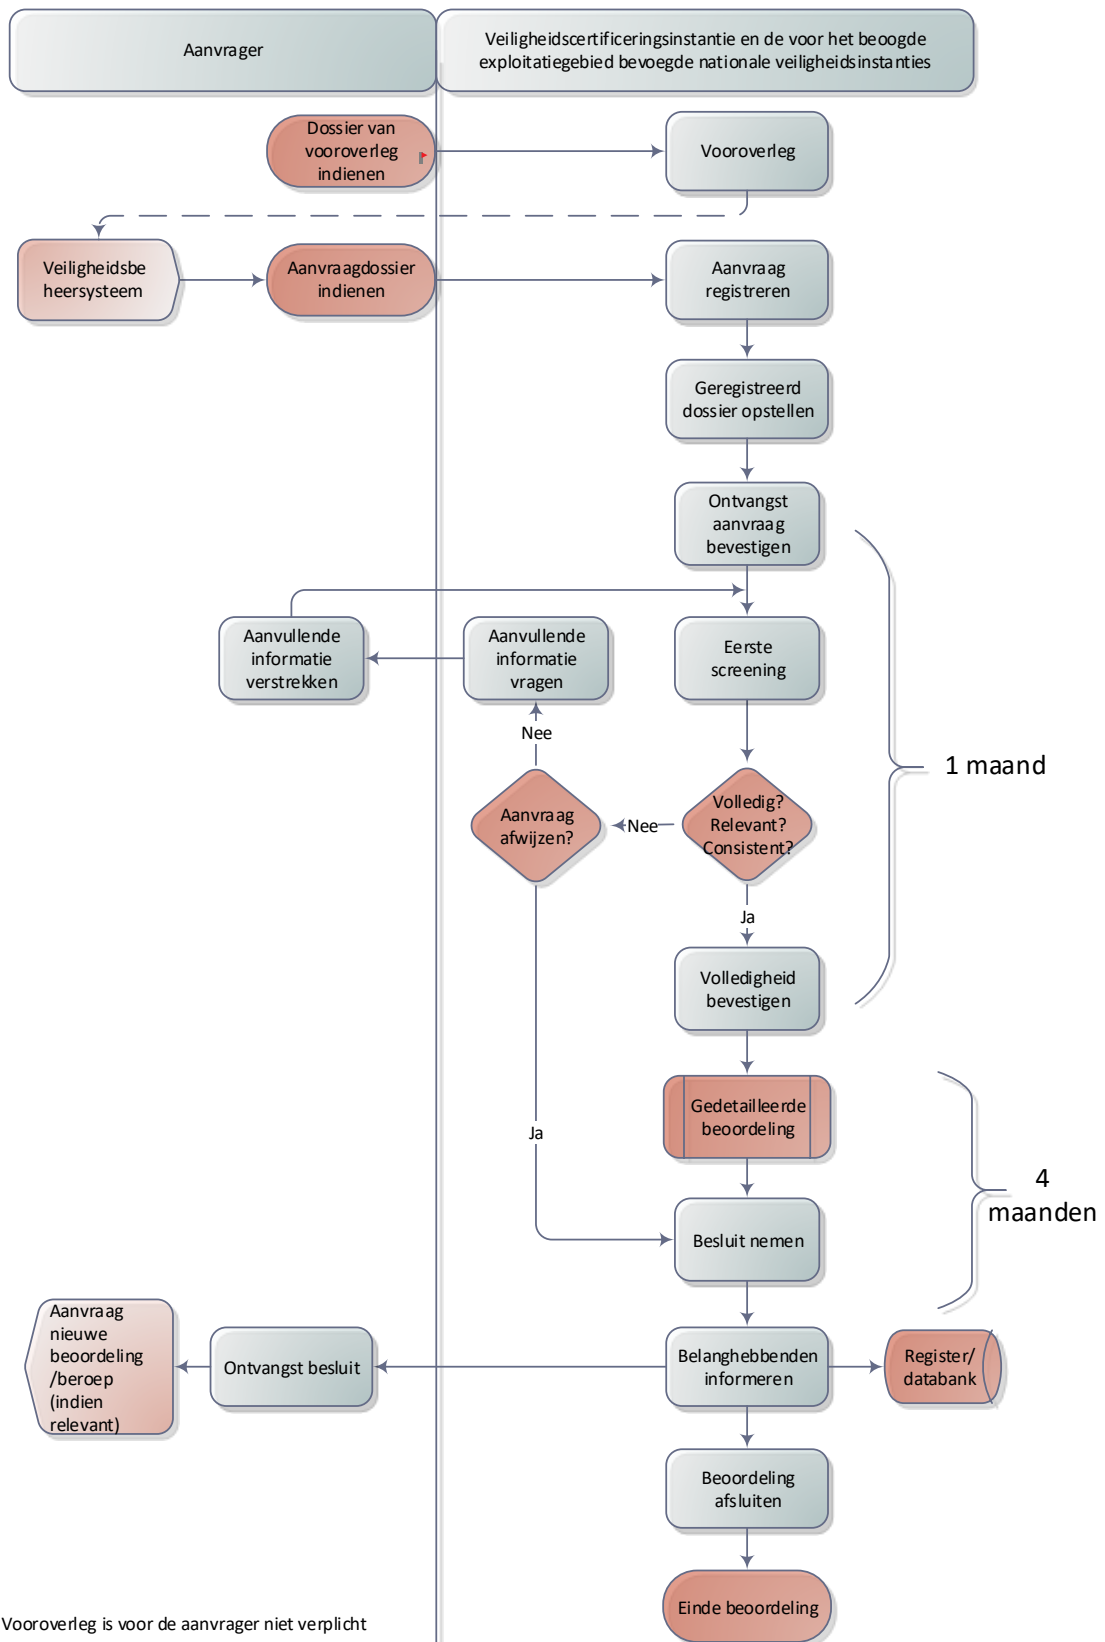 Aanvrager
Veiligheidscertificeringsinstantie en de voor het beoogde
exploitatiegebied bevoegde nationale veiligheidsinstanties
Dossier van
vooroverleg
indienen
Vooroverleg
Veiligheidsbe
heersysteem
Aanvraagdossier
indienen
Aanvraag
registreren
Geregistreerd
dossier opstellen
Ontvangst
aanvraag
bevestigen
Aanvullende
informatie
verstrekken
Aanvullende
informatie
vragen
Eerste
screening
Nee
1 maand
Aanvraag
afwijzen?
Nee
Volledig?
Relevant?
Consistent?
Ja
Volledigheid
bevestigen
Gedetailleerde
beoordeling
Ja
4
maanden
Besluit nemen
Aanvraag
nieuwe
beoordeling
/beroep
(indien
relevant)
Ontvangst besluit
Belanghebbenden
informeren
Register/
databank
Beoordeling
afsluiten
Einde beoordeling
Vooroverleg is voor de aanvrager niet verplicht